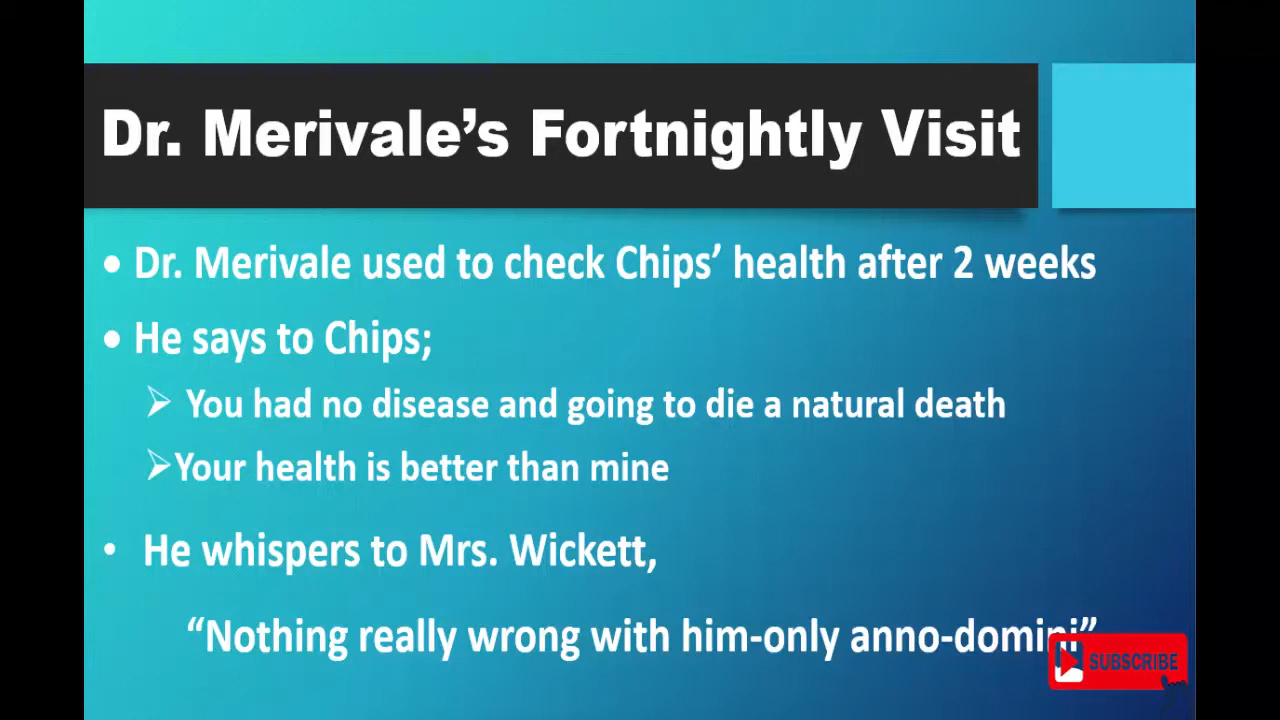 Dr. Merivale’s Fortnightly Visit
• Dr. Merivale used to check Chips’ health after 2 weeks
• He says to Chips;
➢ You had no disease and going to die a natural death
➢Your health is better than mine
• He whispers to Mrs. Wickett,
“Nothing really wrong with him-only anno-domini”
SUBSCRIBE